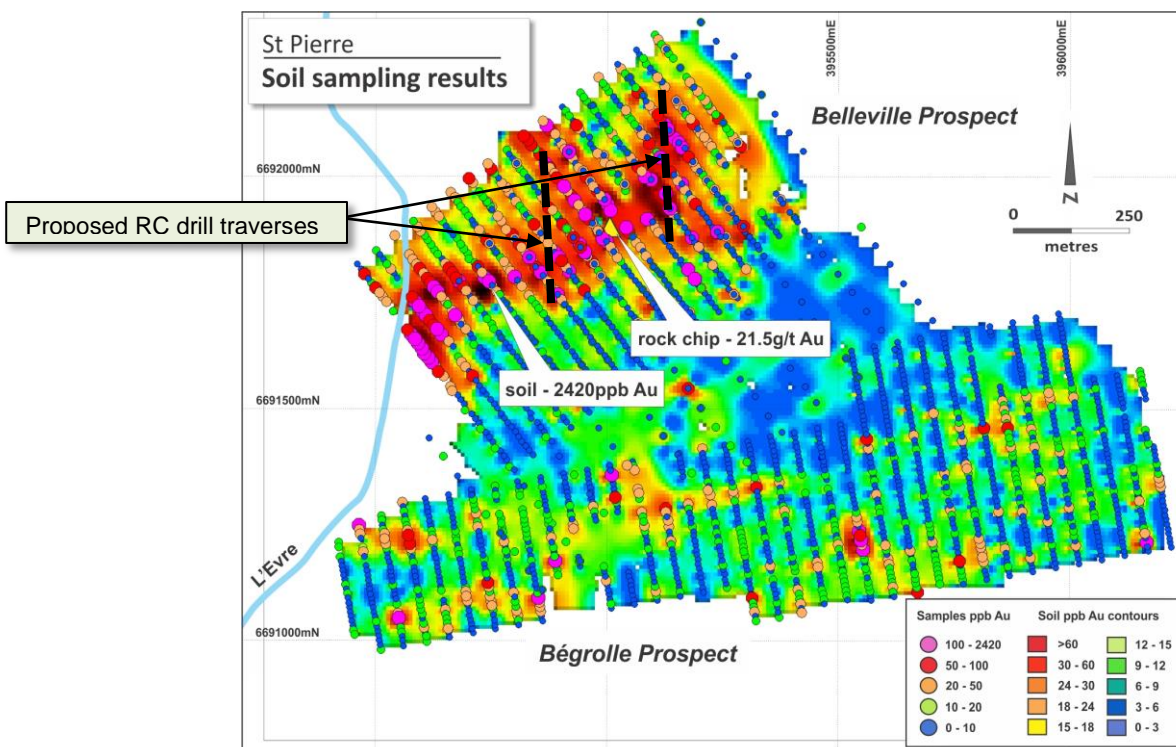 St Pierre
Soil sampling results
395500mE
396000mE
Belleville Prospect
6692000mN
N
0 250
metres
Proposed RC drill traverses
rock chip - 21.5g/t Au
soil - 2420ppb Au
6691500mN
L'Evre
6691000mN
Bégrolle Prospect
Samples ppb Au
100 - 2420
50 - 100
20 - 50
10 - 20
0 - 10
Soil ppb Au contours
>60
30 - 60
24 - 30
18 - 24
15 - 18
12 - 15
9 - 12
6 - 9
3 - 6
0 - 3